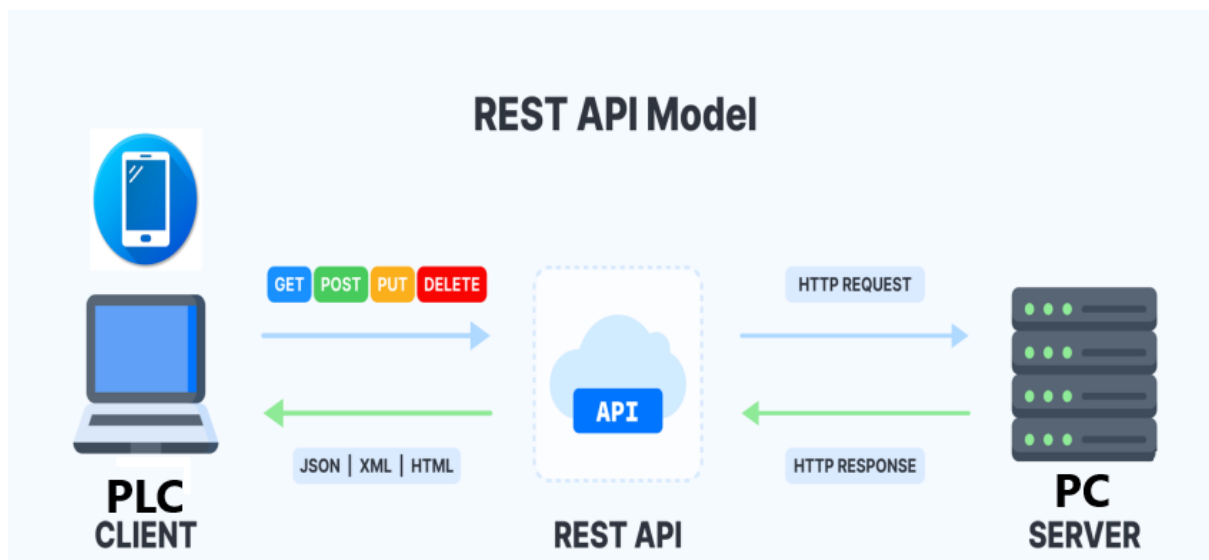 REST API Model
GET POST PUT DELETE
HTTP REQUEST
API
JSON | XML | HTML
HTTP RESPONSE
PLC
CLIENT
REST API
PC
SERVER